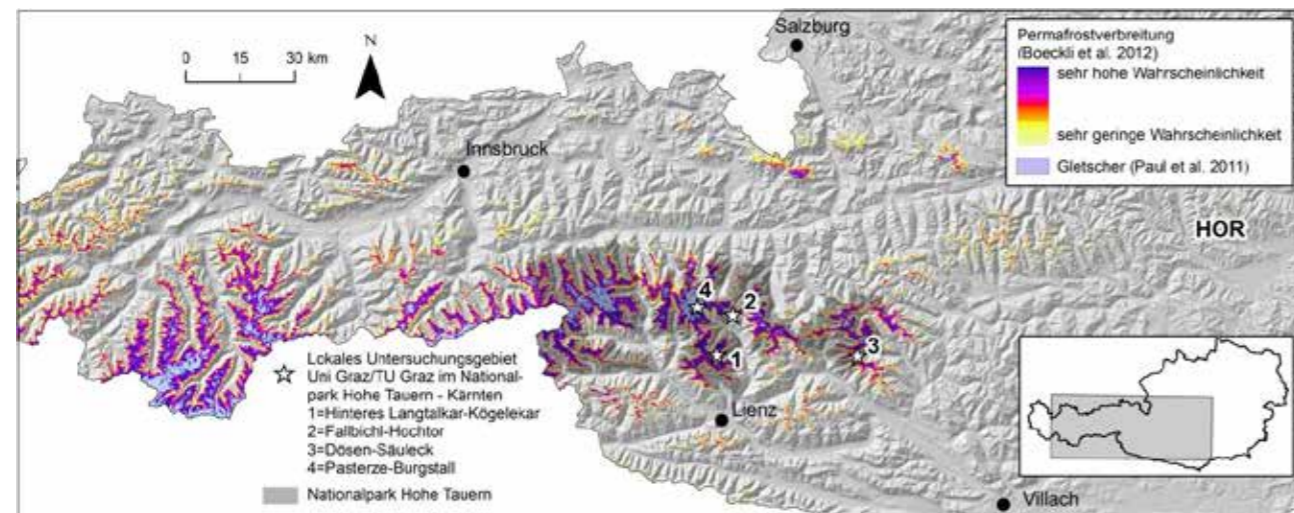 Salzburg
N
0 15 30 km
Innsbruck
Permafrostverbreitung
(Boeckli et al. 2012)
sehr hohe Wahrscheinlichkeit
sehr geringe Wahrscheinlichkeit
Gletscher (Paul et al. 2011)
HOR
4
2
1
3
Lokales Untersuchungsgebiet
Uni Graz/TU Graz im National-
park Hohe Tauern - Kärnten
1=Hinteres Langtalkar-Kögelekar
2=Fallbichl-Hochtor
3=Dösen-Säuleck
4=Pasterze-Burgstall
Nationalpark Hohe Tauern
Lienz
Villach